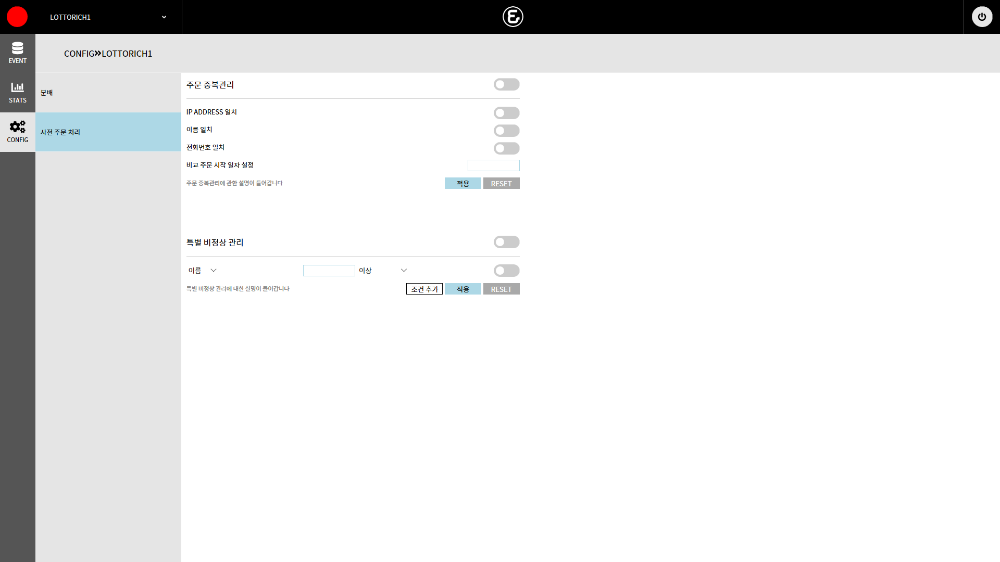 LOTTORICH1
EVENT
STATS
CONFIG
CONFIG»LOTTORICH1
분배
사전 주문 처리
주문 중복관리
IP ADDRESS 일치
이름 일치
전화번호 일치
비교 주문 시작 일자 설정
주문 중복관리에 관한 설명이 들어갑니다 적용 RESET
특별 비정상 관리
이름 이상
특별 비정상 관리에 대한 설명이 들어갑니다 조건 추가 적용 RESET